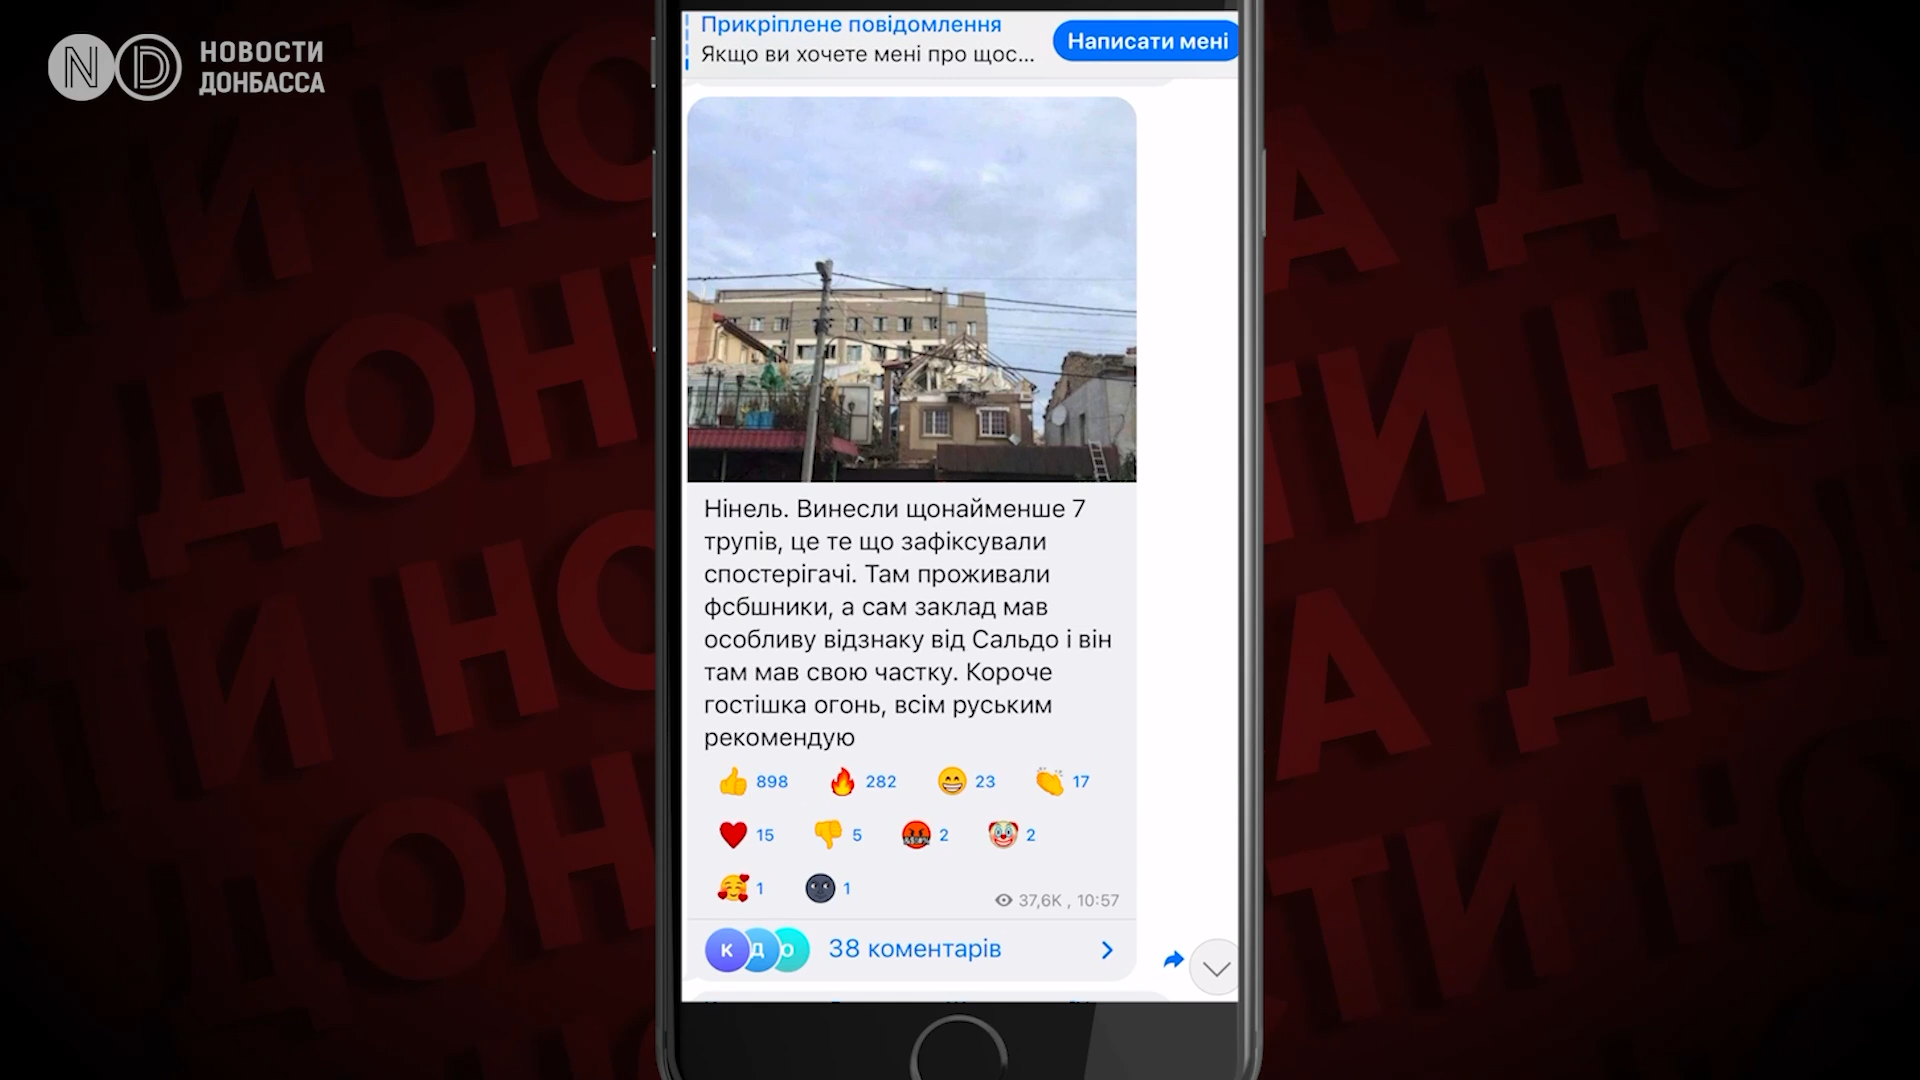 НОВОСТИ
ДОНБАССА
Прикріплене повідомлення
Якщо ви хочете мені про щос...
Написати мені
Нінель. Винесли щонайменше 7
трупів, це те що зафіксували
спостерігачі. Там проживали
фсбшники, а сам заклад мав
особливу відзнаку від Сальдо і він
там мав свою частку. Короче
гостішка огонь, всім руським
рекомендую
898 282 23 17
15 5 2 2
1 1
37,6K , 10:57
К Д О 38 коментарів